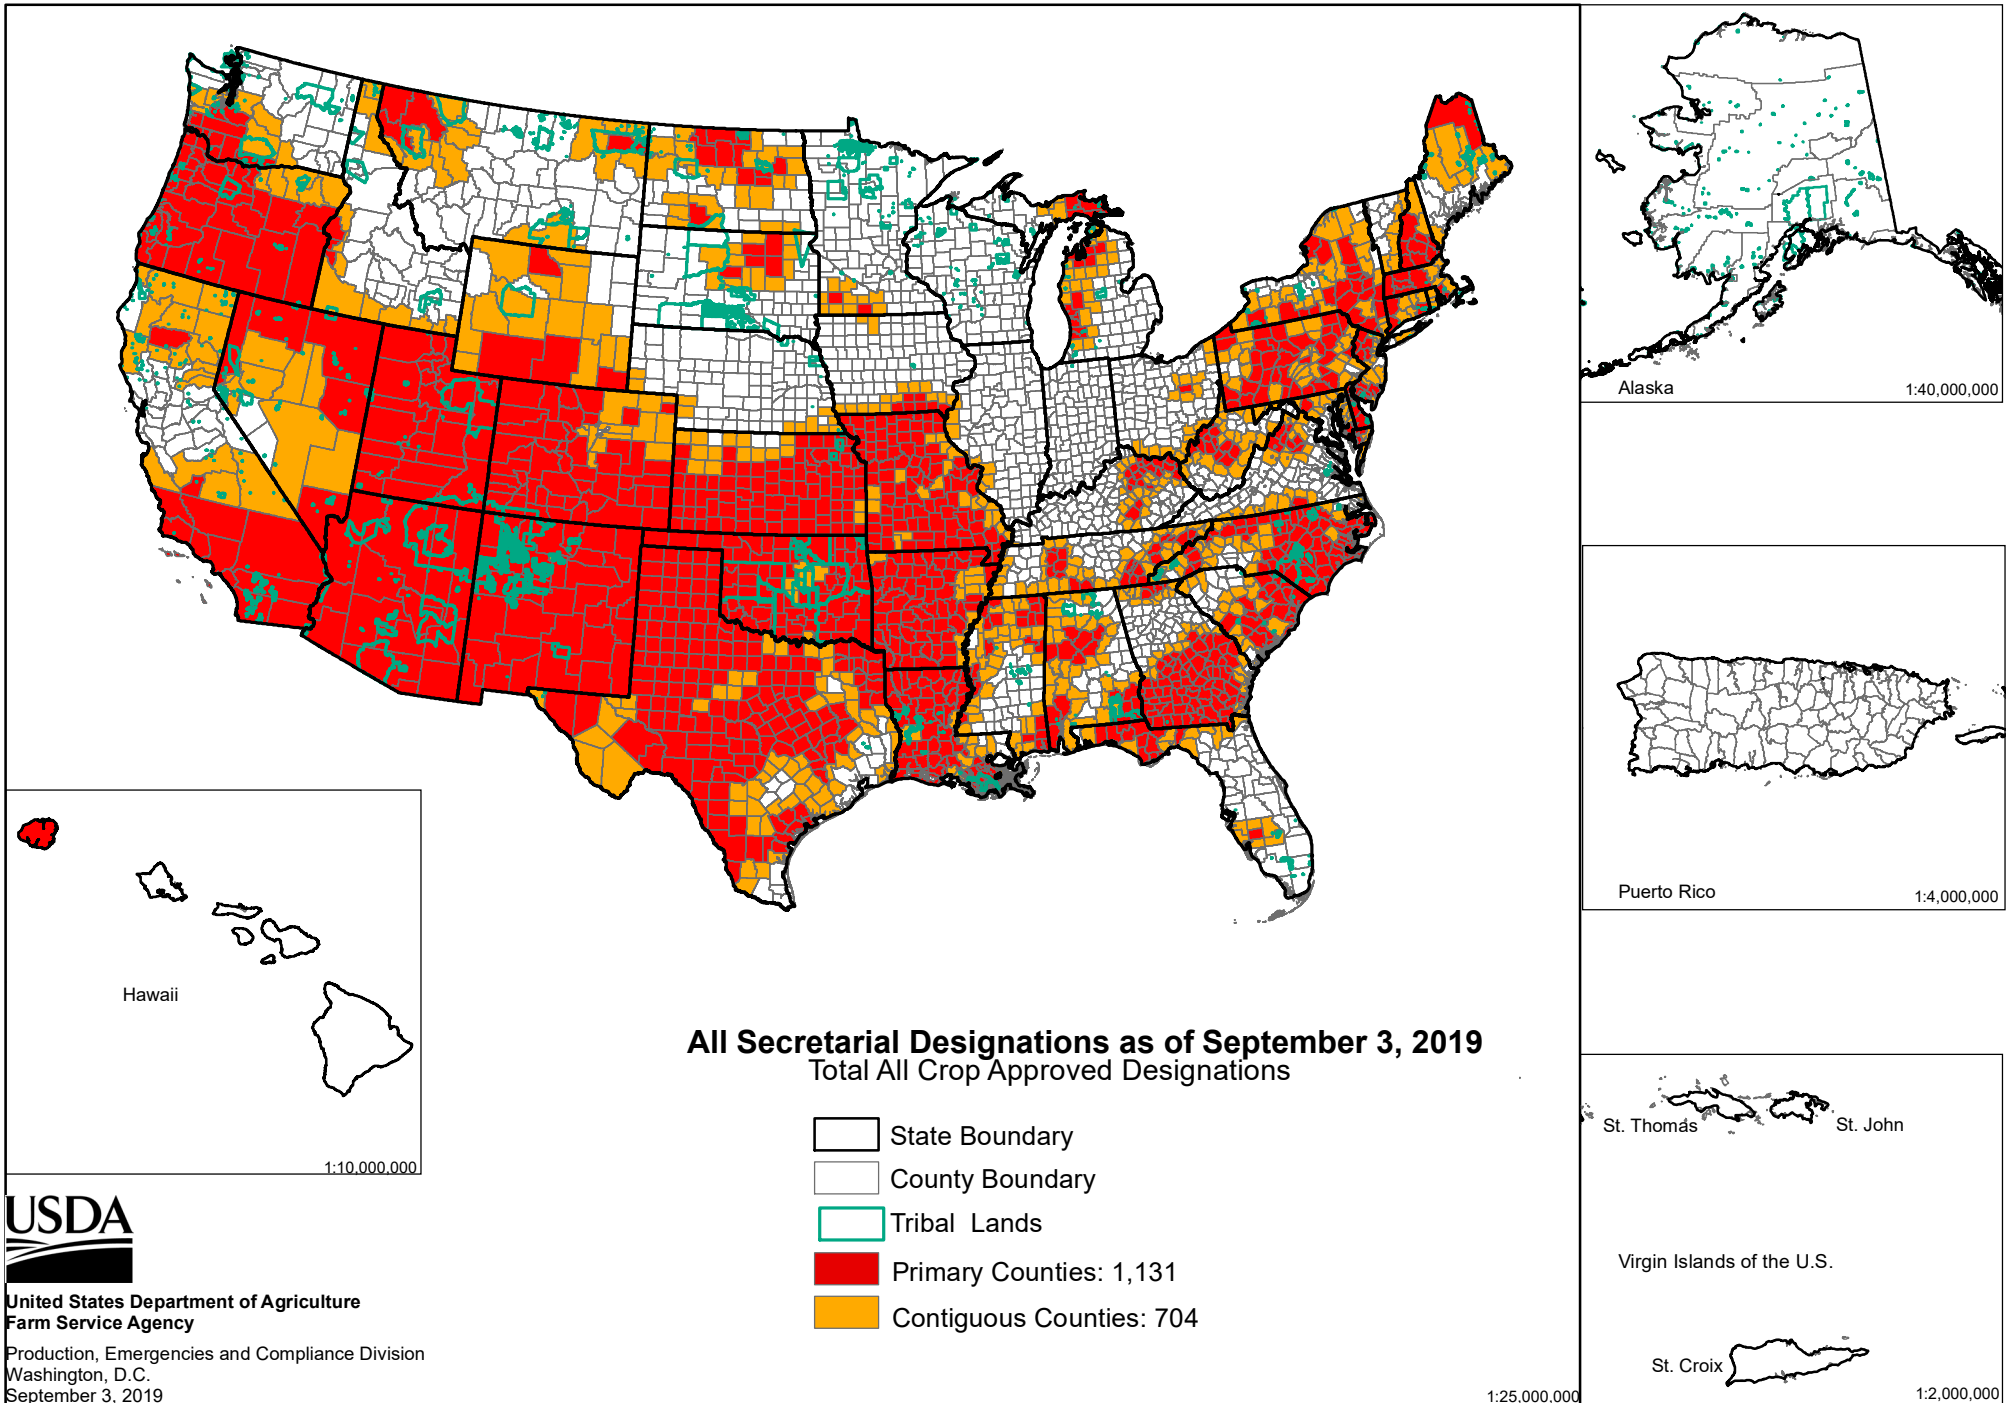 Alaska
1:40,000,000
Puerto Rico
1:4,000,000
Hawaii
1:10,000,000
All Secretarial Designations as of September 3, 2019
Total All Crop Approved Designations
State Boundary
County Boundary
Tribal Lands
Primary Counties: 1,131
Contiguous Counties: 704
St. Thomas
St. John
Virgin Islands of the U.S.
St. Croix
1:2,000,000
1:25,000,000
USDA
United States Department of Agriculture
Farm Service Agency
Production, Emergencies and Compliance Division
Washington, D.C.
September 3, 2019